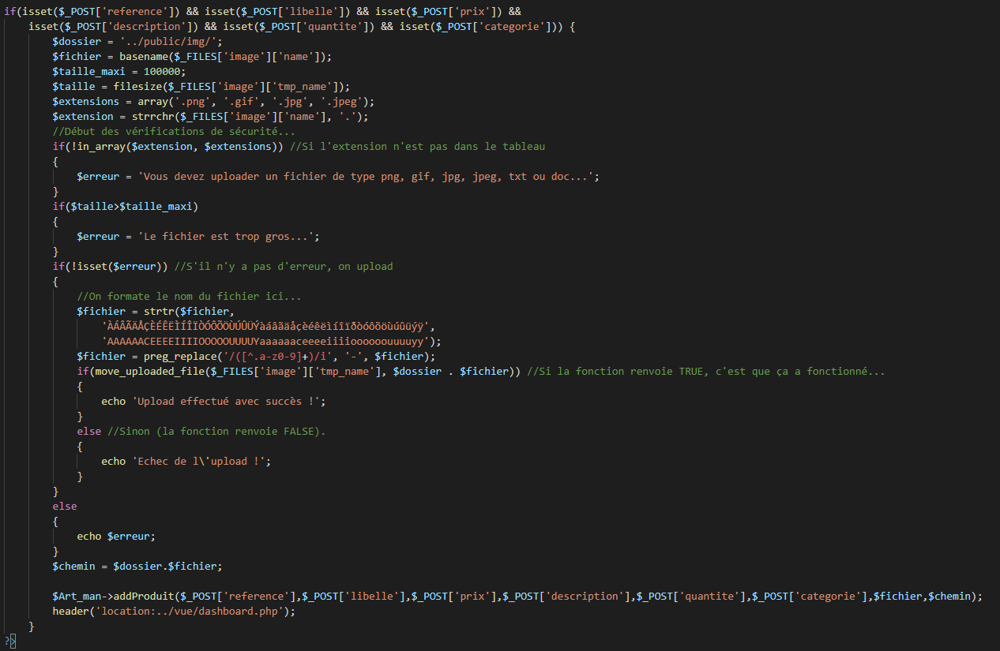 if(isset($_POST['reference']) && isset($_POST['libelle']) && isset($_POST['prix']) &&
isset($_POST['description']) && isset($_POST['quantite']) && isset($_POST['categorie'])) {
$dossier = '../public/img/';
$fichier = basename($_FILES['image']['name']);
$taille_maxi = 100000;
$taille = filesize($_FILES['image']['tmp_name']);
$extensions = array('.png', '.gif', '.jpg', '.jpeg');
$extension = strrchr($_FILES['image']['name'], '.');
//Début des vérifications de sécurité...
if(!in_array($extension, $extensions)) //Si l'extension n'est pas dans le tableau
{
$erreur = 'Vous devez uploader un fichier de type png, gif, jpg, jpeg, txt ou doc...';
}
if($taille>$taille_maxi)
{
$erreur = 'Le fichier est trop gros...';
}
if(!isset($erreur)) //S'il n'y a pas d'erreur, on upload
{
//On formate le nom du fichier ici...
$fichier = strtr($fichier,
'ÀÁÂÃÄÅÇÈÉÊËÌÍÎÏÒÓÔÕÖÙÚÛÜÝàáâãäåçèéêëìíîïðòóôõöùúûüýÿ',
'AAAAAACEEEEIIIIOOOOOUUUUYaaaaaaceeeeiiiioooooouuuuyy');
$fichier = preg_replace('/([^.a-z0-9]+)/i', '-', $fichier);
if(move_uploaded_file($_FILES['image']['tmp_name'], $dossier . $fichier)) //Si la fonction renvoie TRUE, c'est que ça a fonctionné...
{
echo 'Upload effectué avec succès !';
}
else //Sinon (la fonction renvoie FALSE).
{
echo 'Echec de l\'upload !';
}
}
else
{
echo $erreur;
}
$chemin = $dossier.$fichier;
$Art_man->addProduit($_POST['reference'],$_POST['libelle'],$_POST['prix'],$_POST['description'],$_POST['quantite'],$_POST['categorie'],$fichier,$chemin);
header('location:../vue/dashboard.php');
}
?>